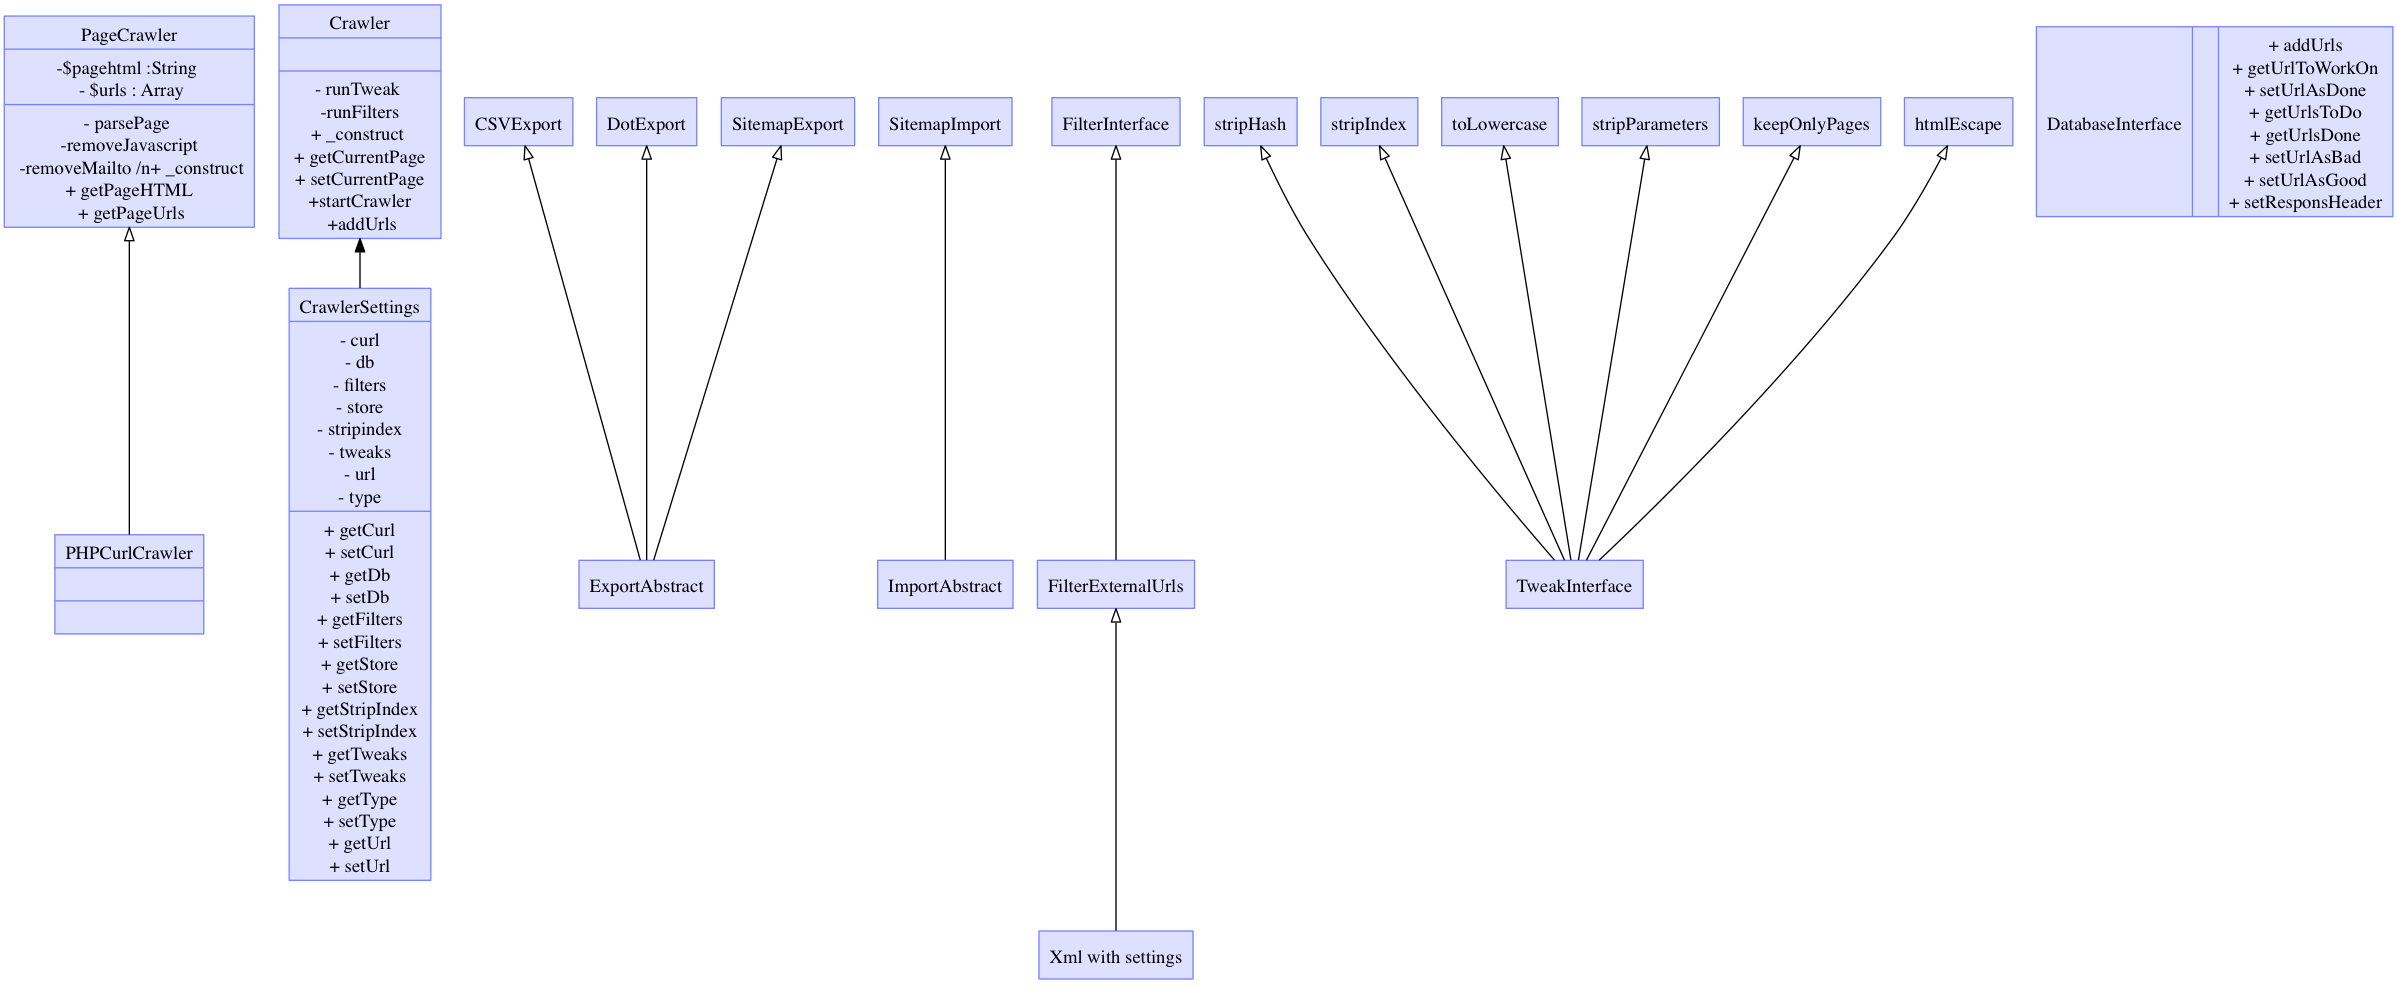 PageCrawler
-$pagehtml :String
- $urls : Array
- parsePage
-removeJavascript
-removeMailto /n+ _construct
+ getPageHTML
+ getPageUrls
Crawler
- runTweak
-runFilters
+ _construct
+ getCurrentPage
+ setCurrentPage
+startCrawler
+addUrls
CSVExport
DotExport
SitemapExport
SitemapImport
FilterInterface
stripHash
stripIndex
toLowercase
stripParameters
keepOnlyPages
htmlEscape
DatabaseInterface
+ addUrls
+ getUrlToWorkOn
+ setUrlAsDone
+ getUrlsToDo
+ getUrlsDone
+ setUrlAsBad
+ setUrlAsGood
+ setResponsHeader
CrawlerSettings
- curl
- db
- filters
- store
- stripindex
- tweaks
- url
- type
+ getCurl
+ setCurl
+ getDb
+ setDb
+ getFilters
+ setFilters
+ getStore
+ setStore
+ getStripIndex
+ setStripIndex
+ getTweaks
+ setTweaks
+ getType
+ setType
+ getUrl
+ setUrl
PHPCurlCrawler
ExportAbstract
ImportAbstract
FilterExternalUrls
TweakInterface
Xml with settings